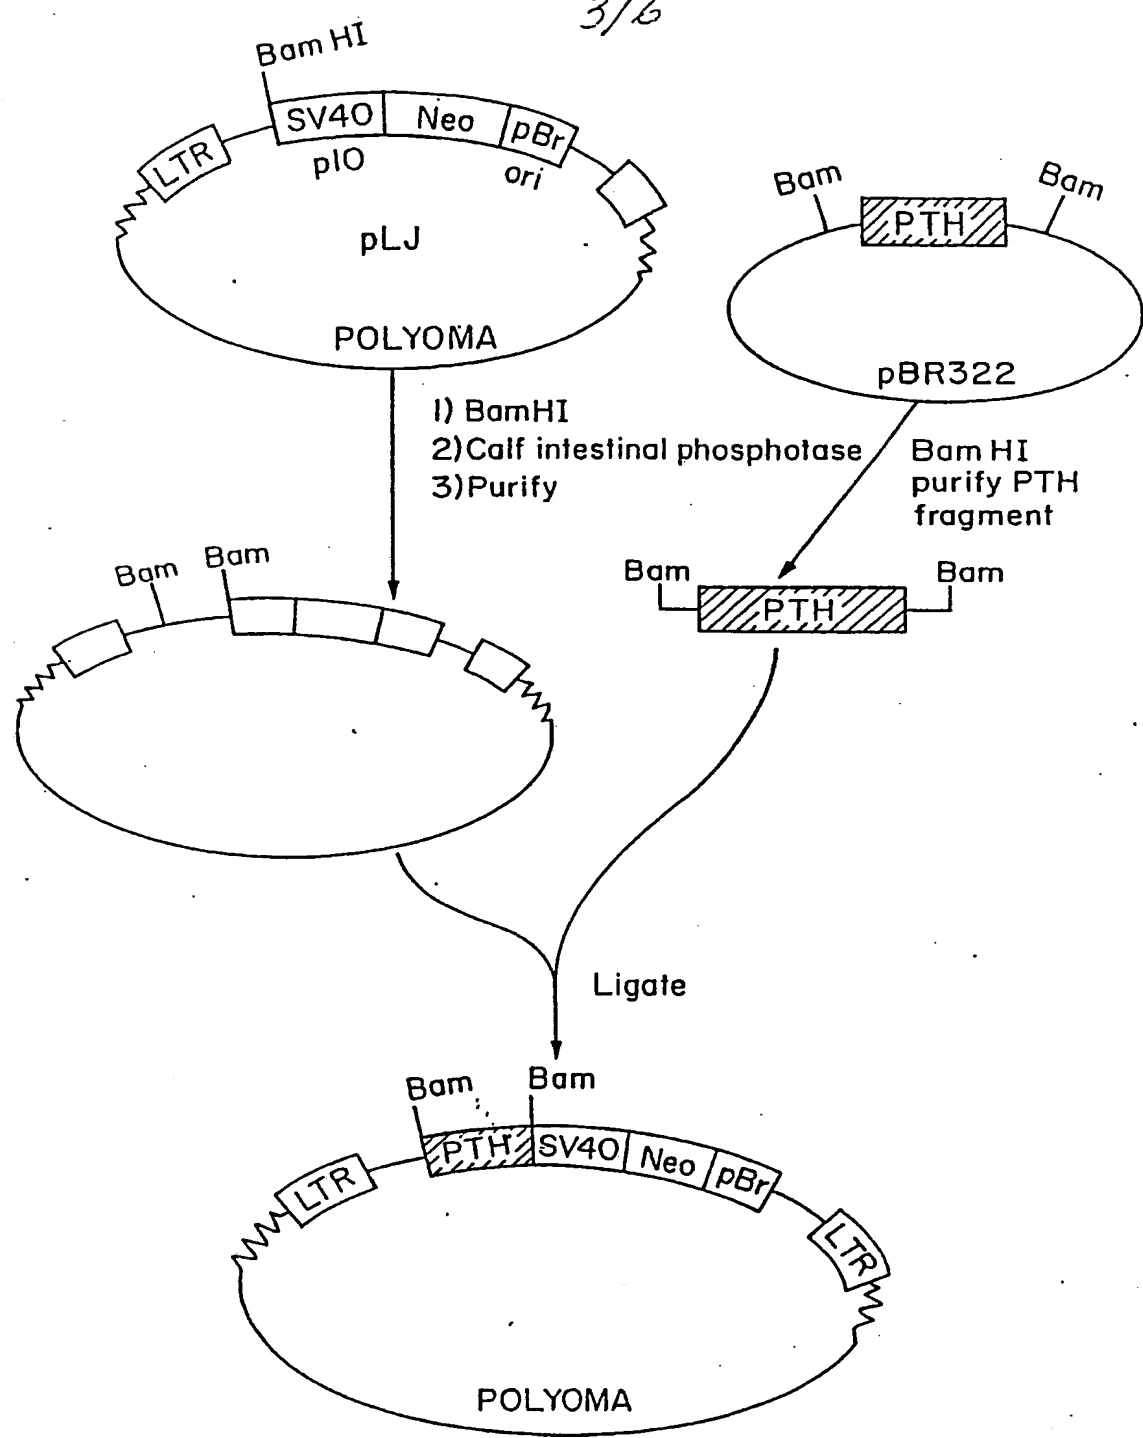 3/6
Bam HI
SV40
Neo
pBr
LTR
pIO
ori
pLJ
POLYOMA
Bam
PTH
Bam
pBR322
1) BamHI
2) Calf intestinal phosphotase
3) Purify
Bam HI
purify PTH
fragment
Bam
Bam
Bam
PTH
Bam
Ligate
Bam
Bam
PTH
SV40
Neo
pBr
LTR
LTR
POLYOMA